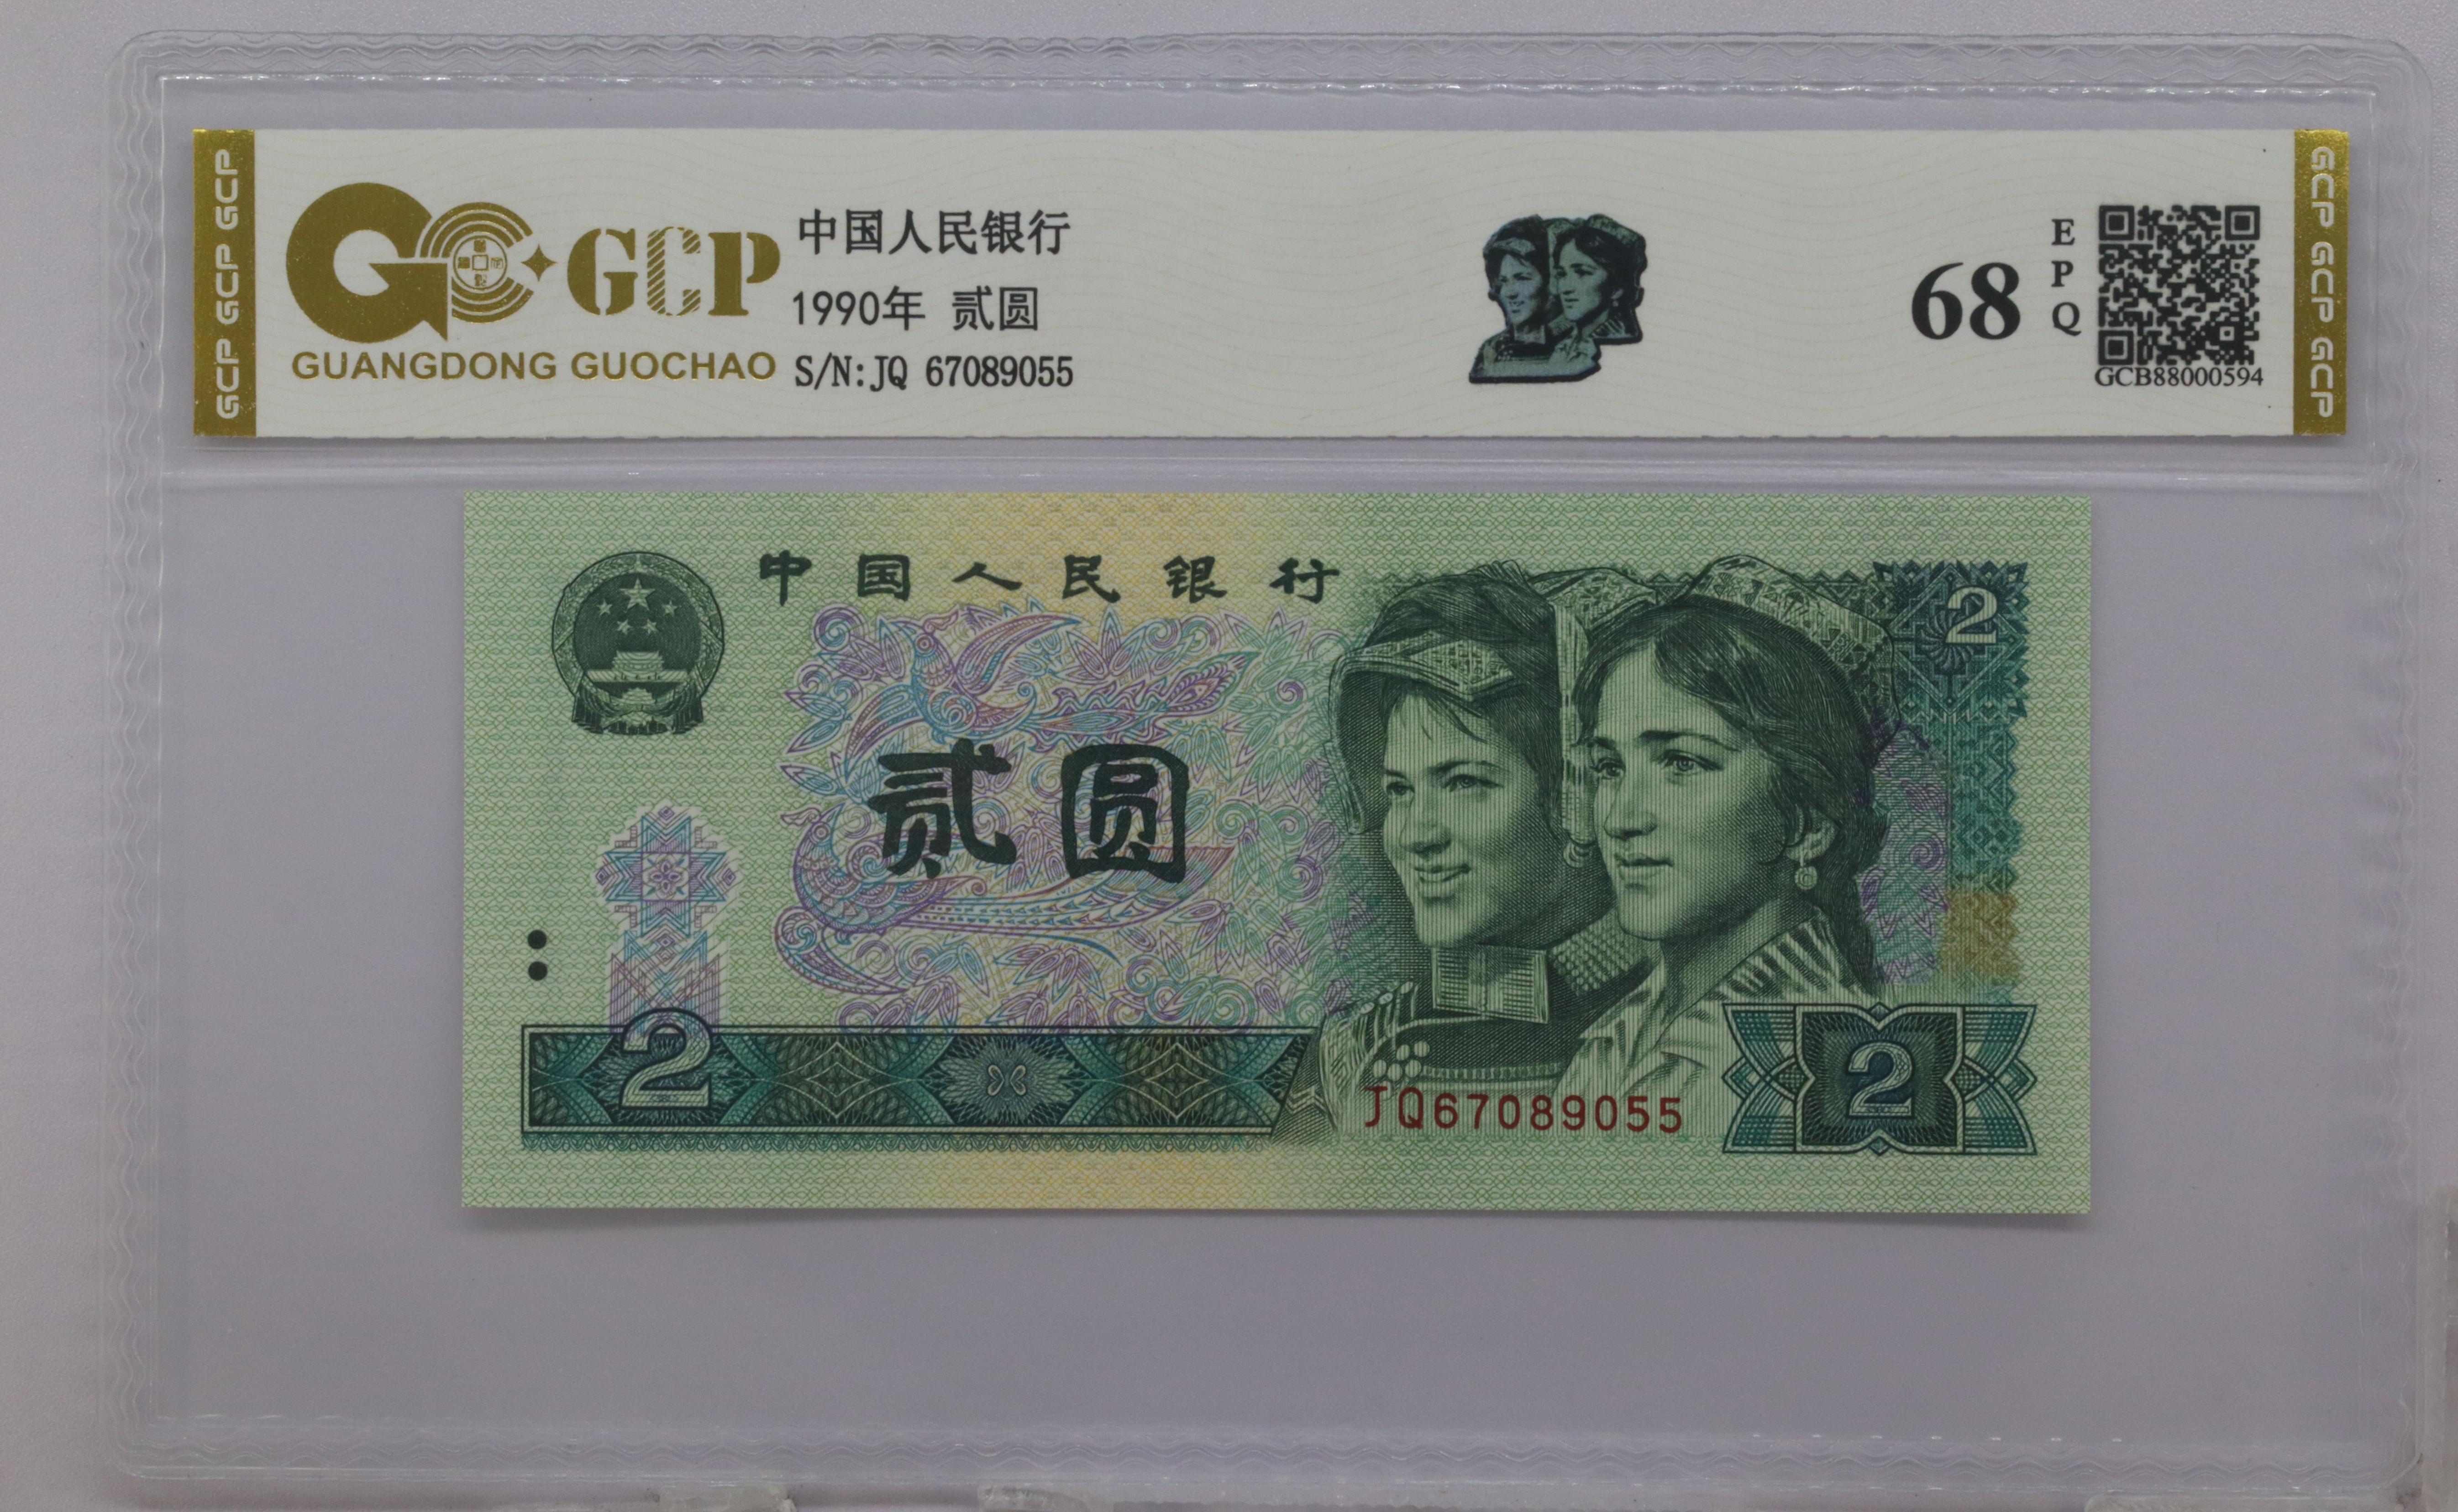 GCP GCP GCP
GCP
GUANGDONG GUOCHAO
中国人民银行
1990年 贰圆
S/N:JQ 67089055
68
EPQ
GCB88000594
GCP GCP GCP
中国人民银行
2
贰圆
2
JQ67089055
2